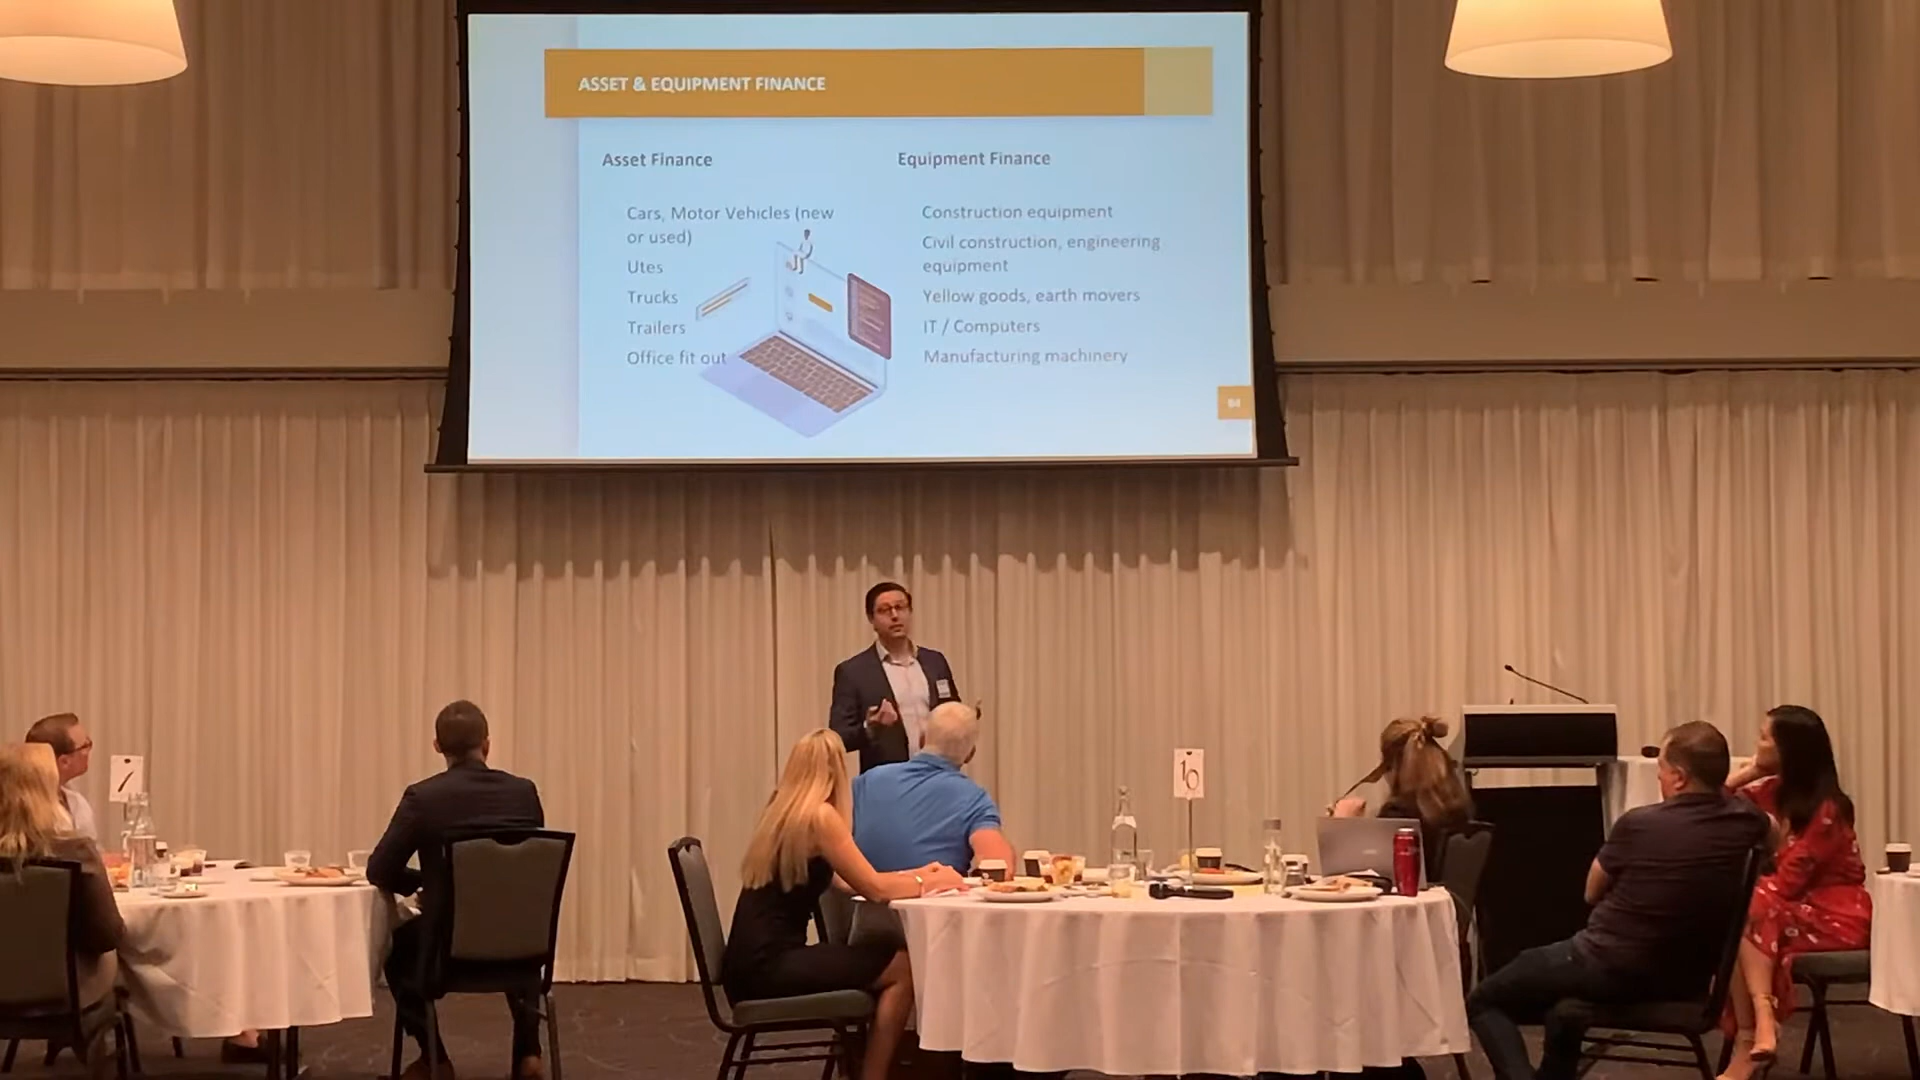 ASSET & EQUIPMENT FINANCE
Asset Finance
Cars, Motor Vehicles (new
or used)
Utes
Trucks
Trailers
Office fit out
Equipment Finance
Construction equipment
Civil construction, engineering
equipment
Yellow goods, earth movers
IT / Computers
Manufacturing machinery
10